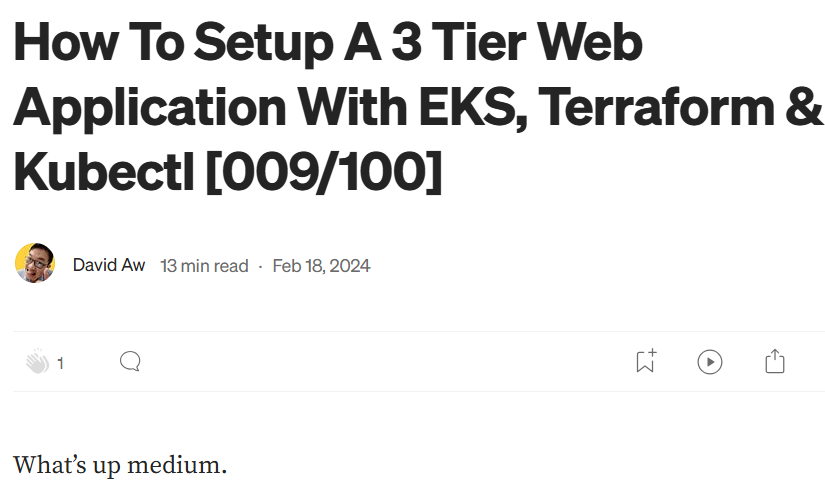 How To Setup A 3 Tier Web
Application With EKS, Terraform &
Kubectl [009/100]
David Aw 13 min read · Feb 18, 2024
1
What’s up medium.